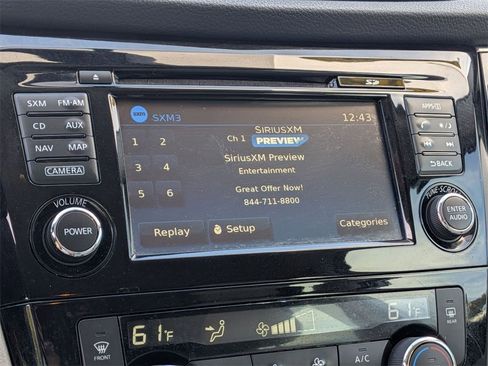 SD
SXM FM-AM
CD AUX
NAV MAP
CAMERA
VOLUME
POWER
sxm SXM3 12:43
SIRIUSXM
Ch 1 PREVIEW
SiriusXM Preview
Entertainment
Great Offer Now!
844-711-8800
1 2
3 4
5 6
Replay Setup Categories
APPS
BACK
TUNE·SCROLL
ENTER
AUDIO
FRONT
61°F
61°F
REAR
A/C